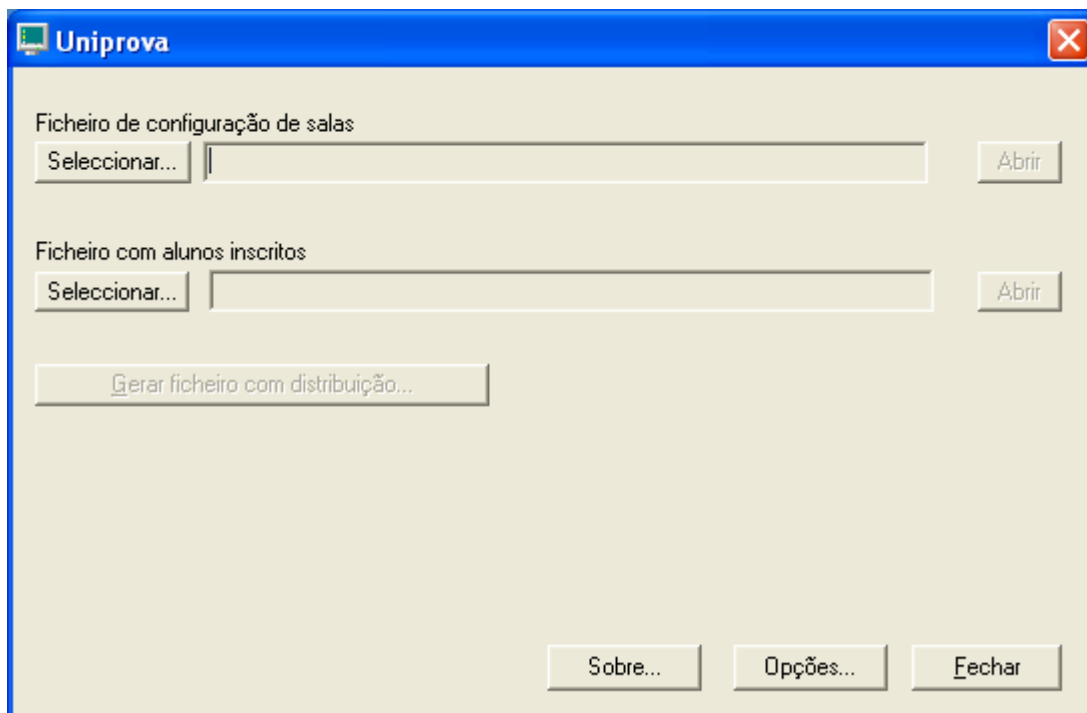 Uniprova
Ficheiro de configuração de salas
Seleccionar... Abrir
Ficheiro com alunos inscritos
Seleccionar... Abrir
Gerar ficheiro com distribuição...
Sobre... Opções... Fechar